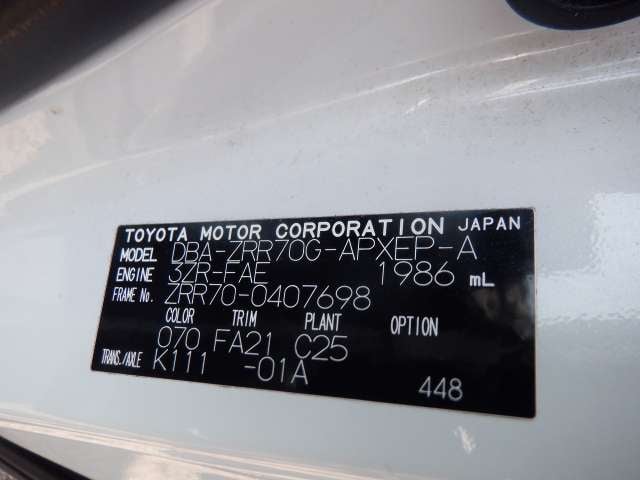 TOYOTA MOTOR CORPORATION JAPAN
MODEL DBA-ZRR70G-APXEP-A
ENGINE 3ZR-FAE 1986 mL
FRAME No. ZRR70-0407698
COLOR TRIM PLANT OPTION
070 FA21 C25
TRANS./AXLE K111 -01A
448